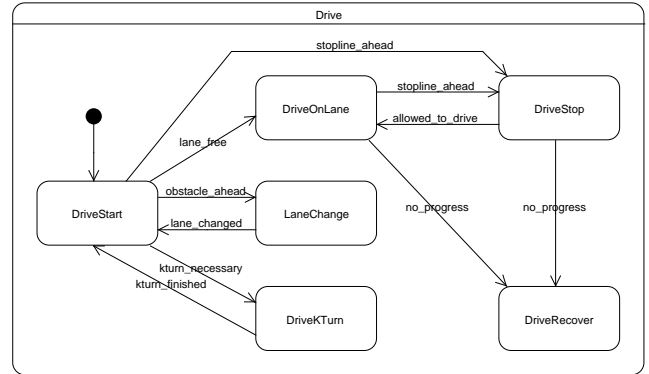 Drive
stopline_ahead
DriveOnLane
stopline_ahead
DriveStop
allowed_to_drive
lane_free
obstacle_ahead
DriveStart
LaneChange
lane_changed
no_progress
no_progress
kturn_necessary
kturn_finished
DriveKTurn
DriveRecover